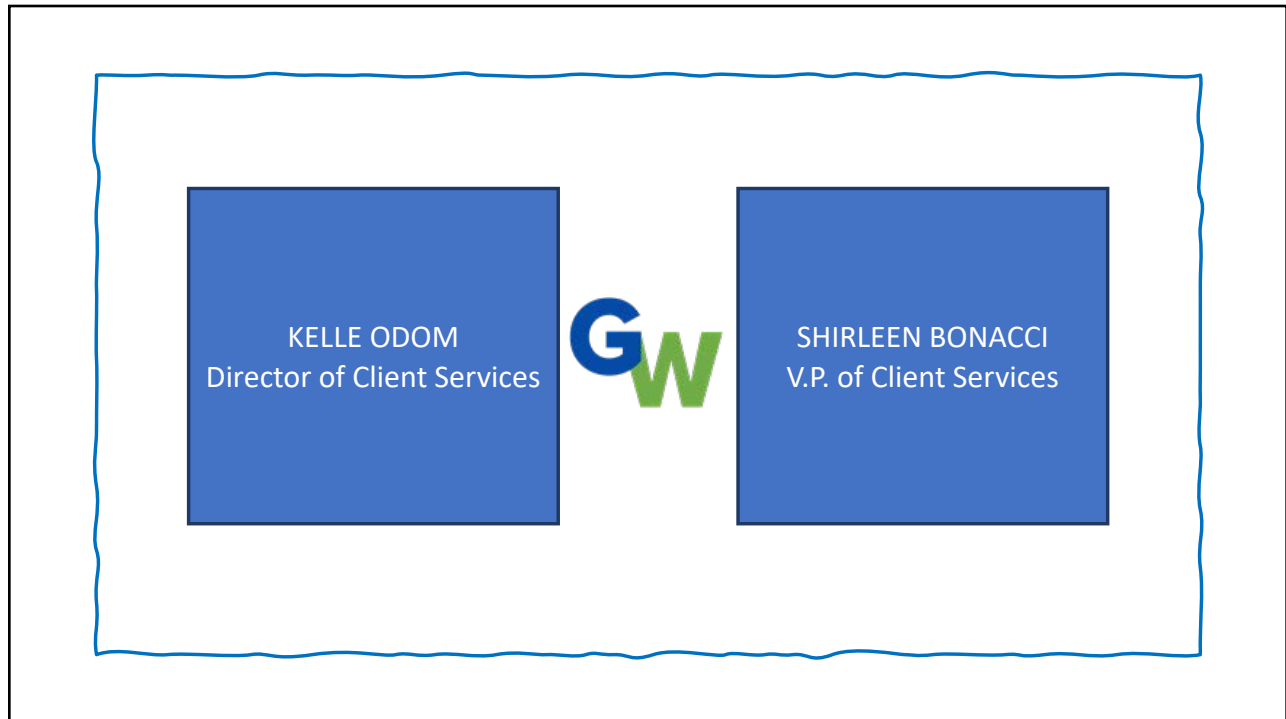 KELLE ODOM
Director of Client Services
GW
SHIRLEEN BONACCI
V.P. of Client Services